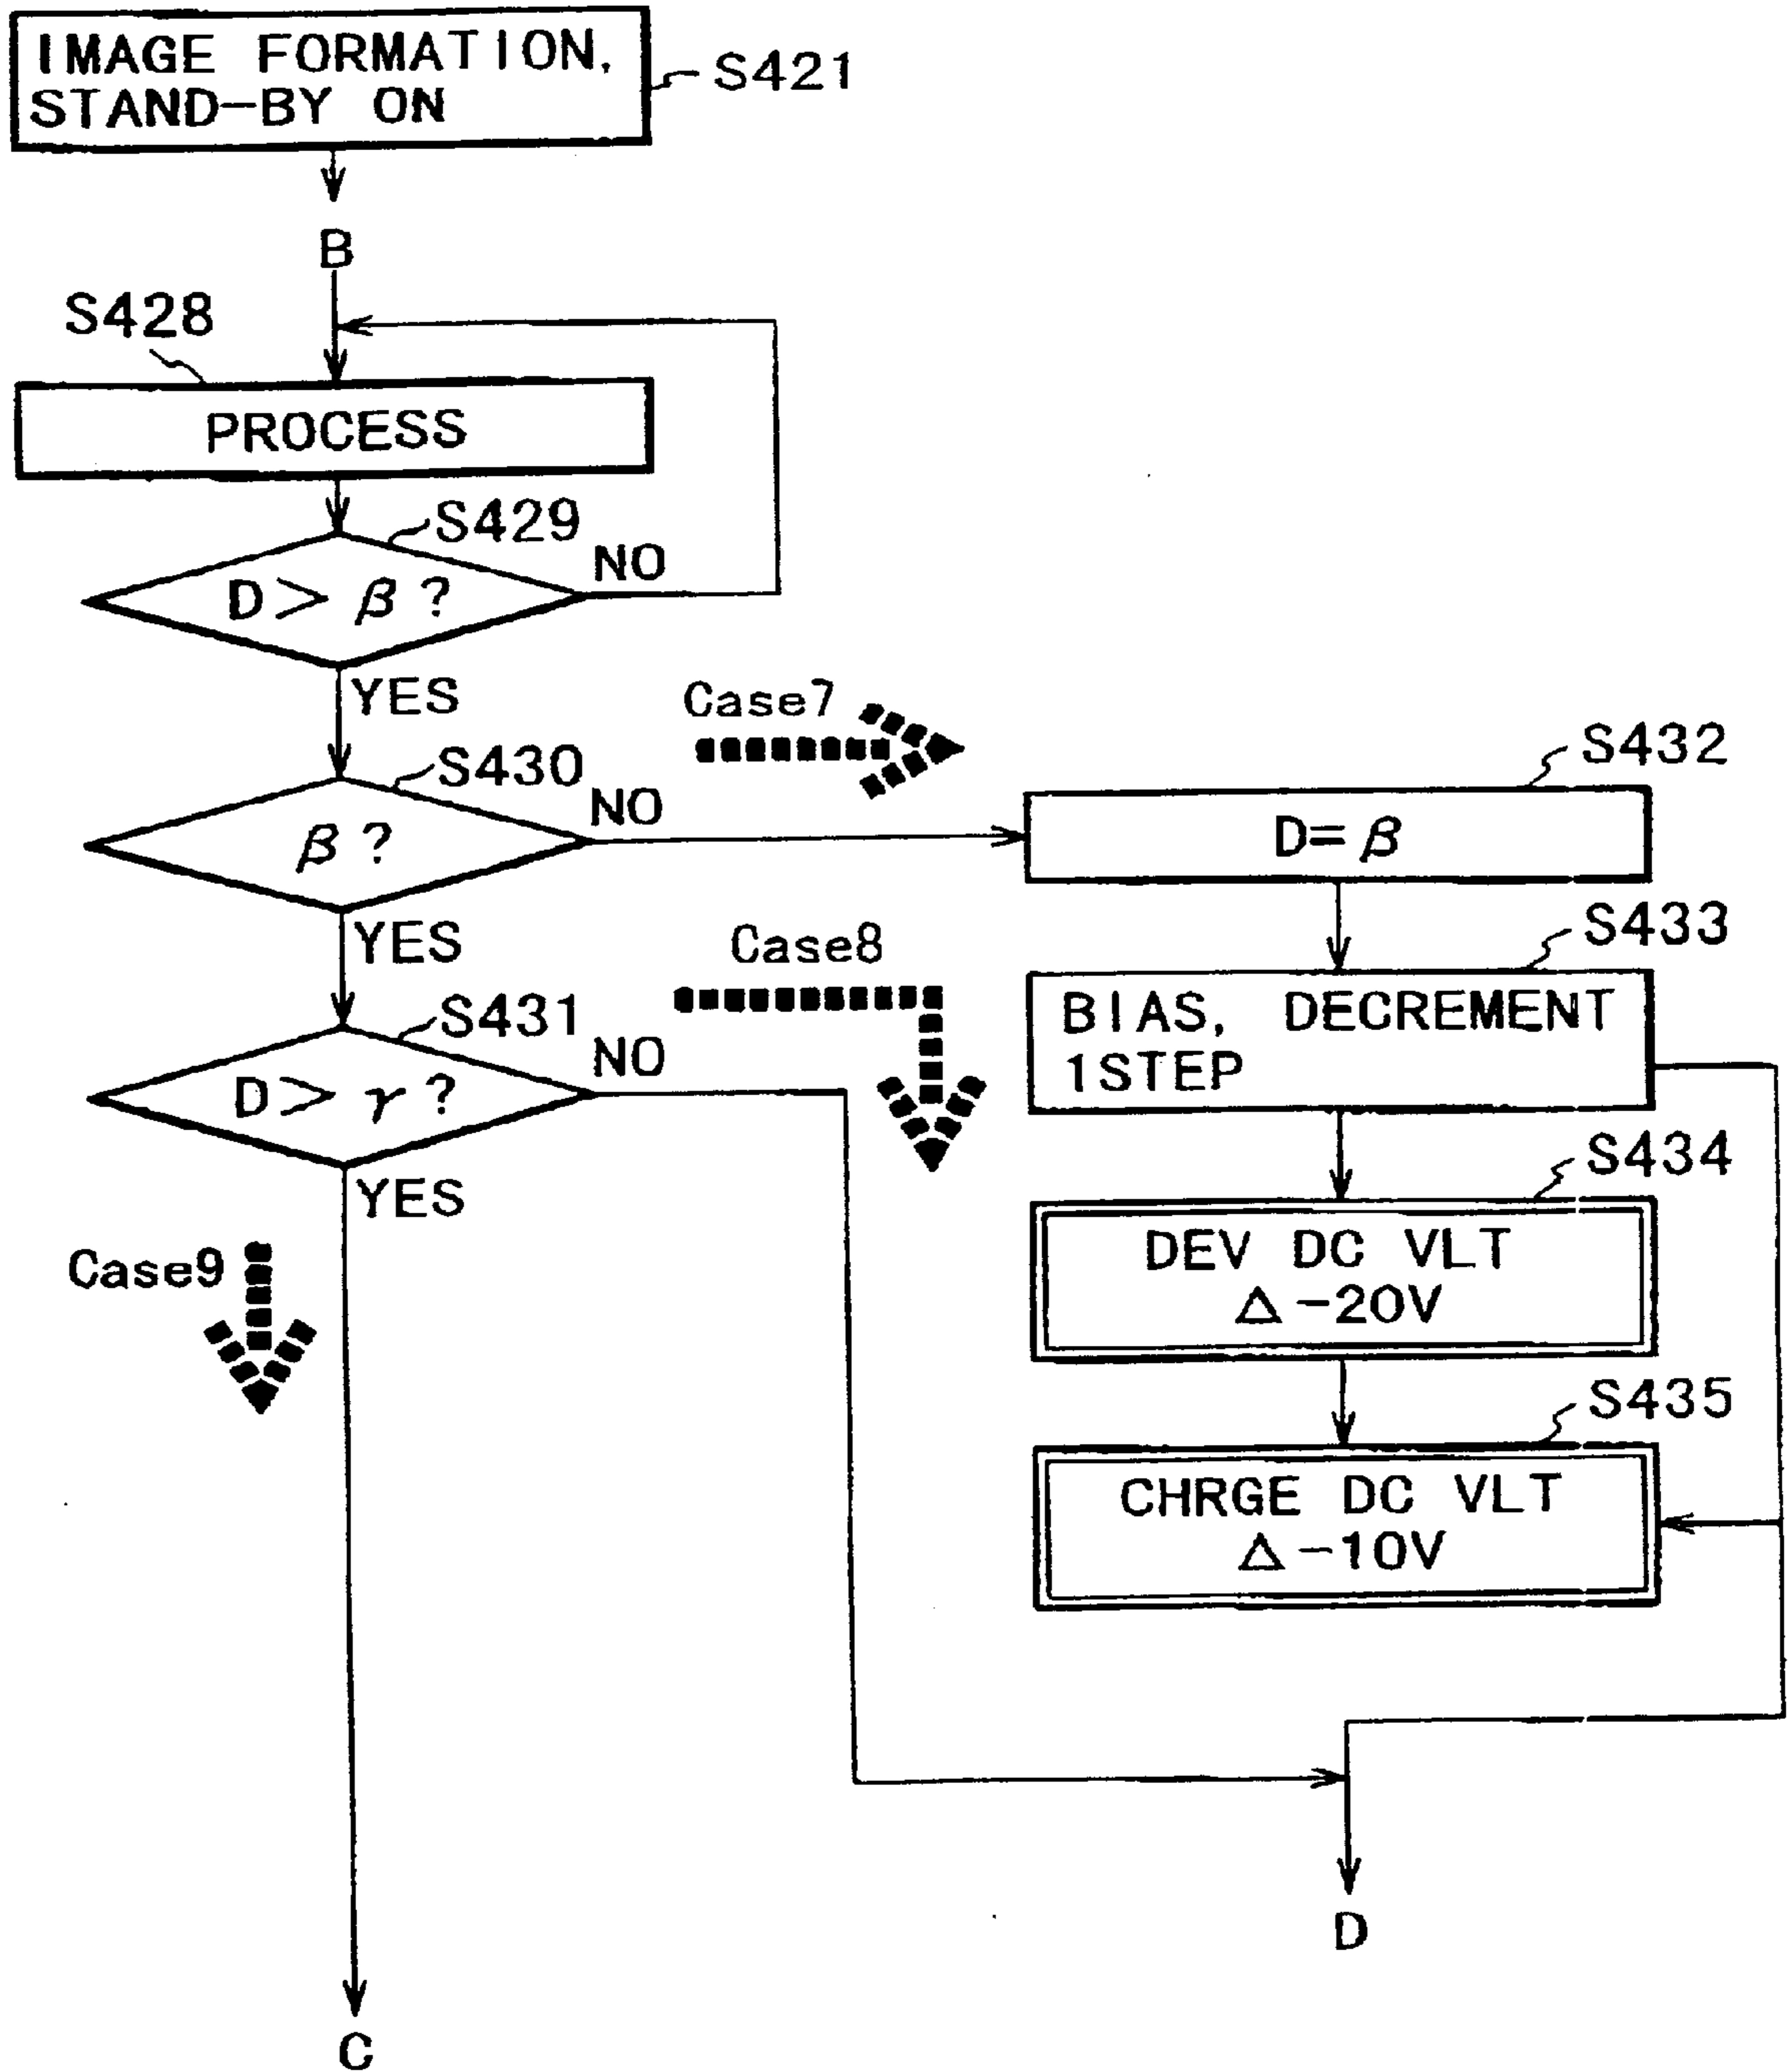 IMAGE FORMATION,
STAND-BY ON
S421
B
S428
PROCESS
S429
D> β?
NO
YES
Case7
S430
β?
NO
S432
D=β
YES
Case8
S433
BIAS, DECREMENT
1STEP
S431
D> γ?
NO
YES
S434
DEV DC VLT
Δ-20V
Case9
S435
CHRGE DC VLT
Δ-10V
D
C